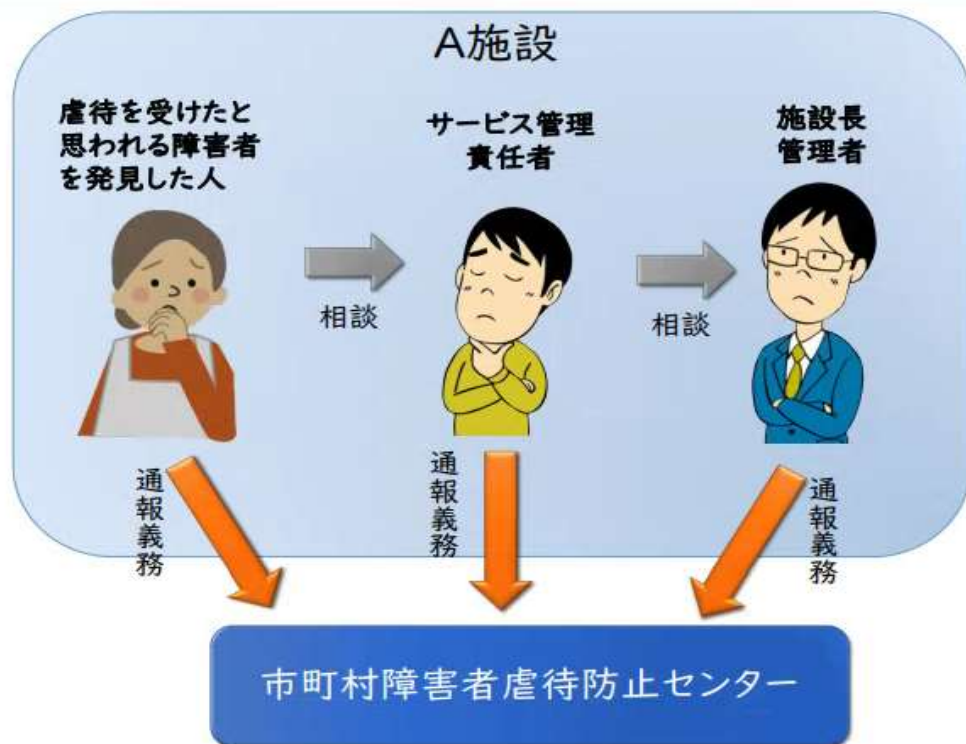 A施設
虐待を受けたと
思われる障害者
を発見した人
サービス管理
責任者
施設長
管理者
相談
相談
通報義務
通報義務
通報義務
市町村障害者虐待防止センター